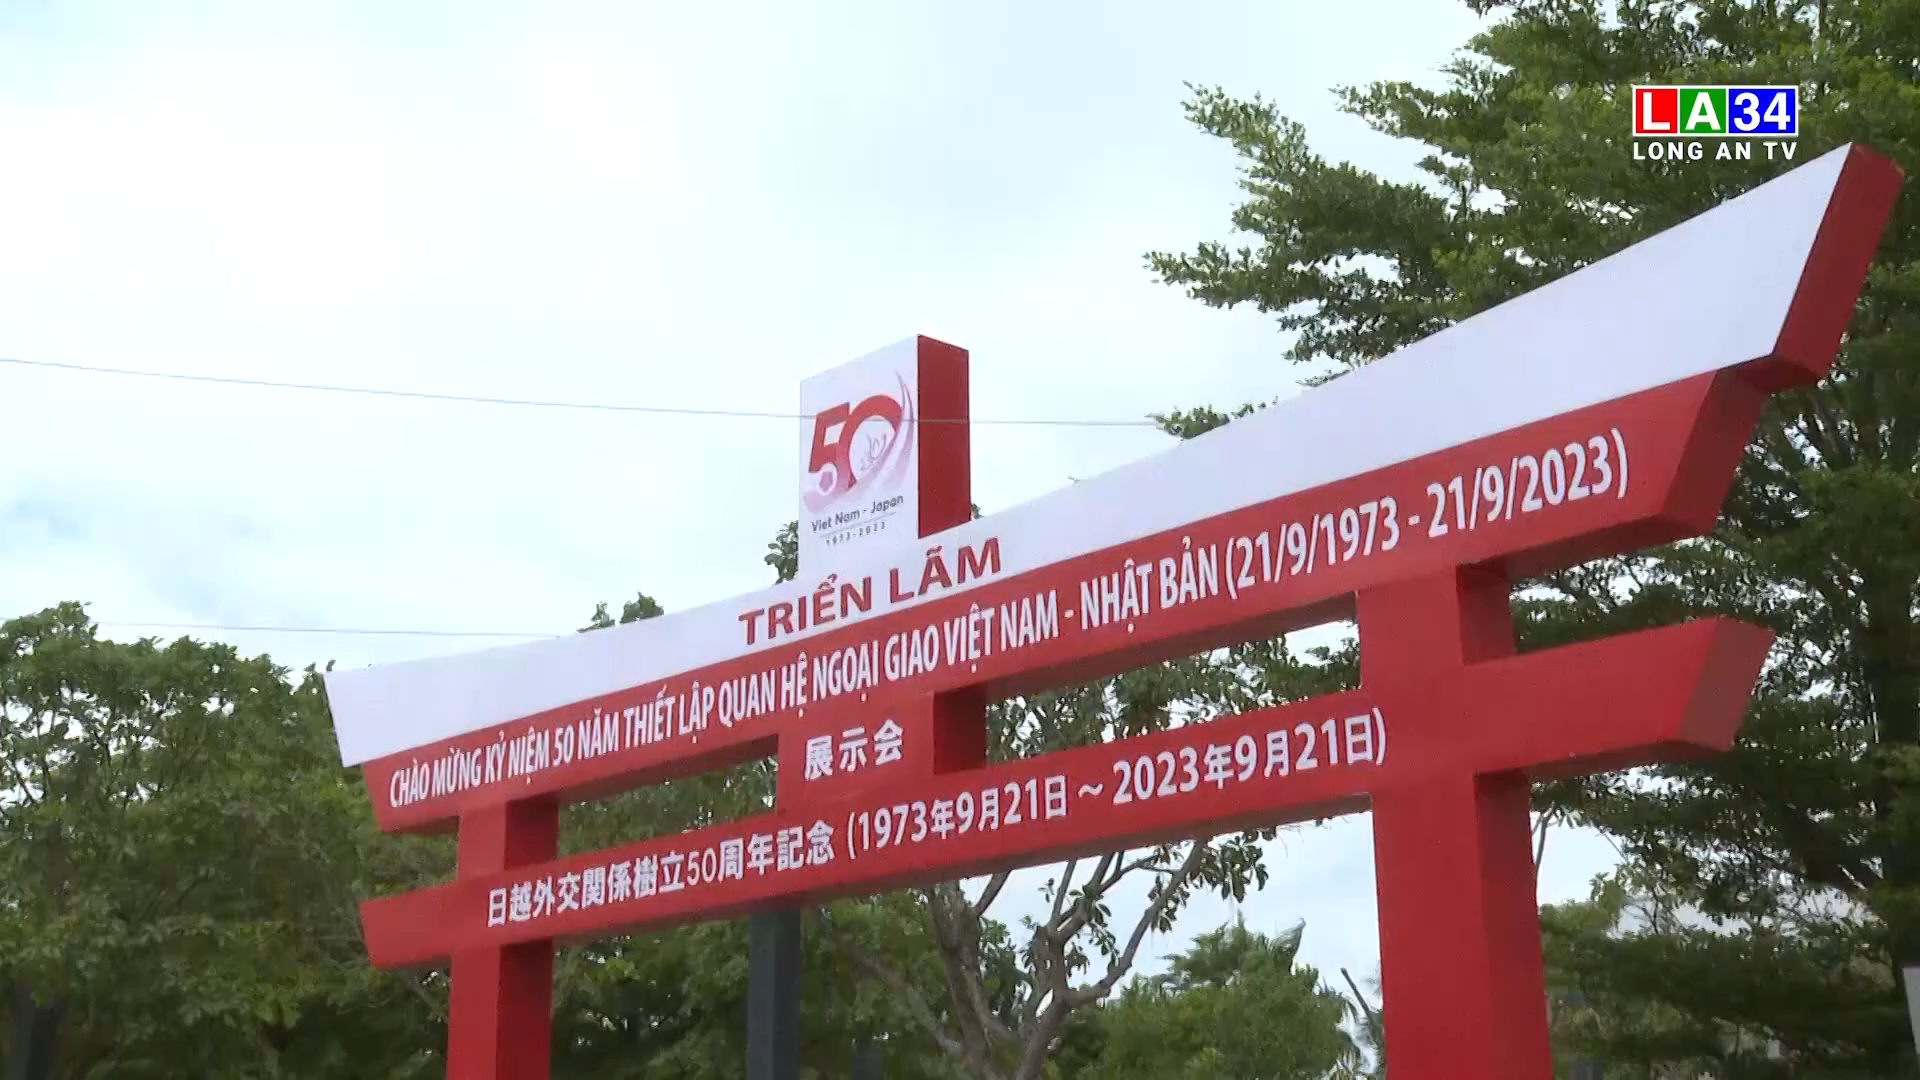 LA34
LONG AN TV
50
Viet Nam - Japan
1973-2023
TRIỂN LÃM
CHÀO MỪNG KỶ NIỆM 50 NĂM THIẾT LẬP QUAN HỆ NGOẠI GIAO VIỆT NAM - NHẬT BẢN (21/9/1973 - 21/9/2023)
展示会
日越外交関係樹立50周年記念 (1973年9月21日 ~ 2023年9月21日)